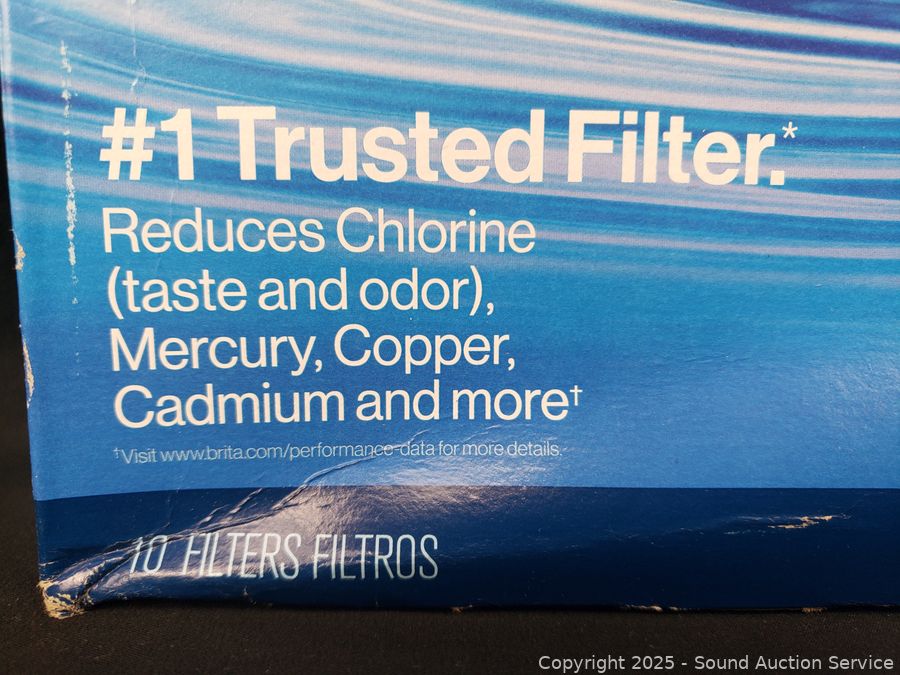 #1 Trusted Filter.*
Reduces Chlorine
(taste and odor),
Mercury, Copper,
Cadmium and more†
†Visit www.brita.com/performance-data for more details.
10 FILTERS FILTROS
Copyright 2025 - Sound Auction Service